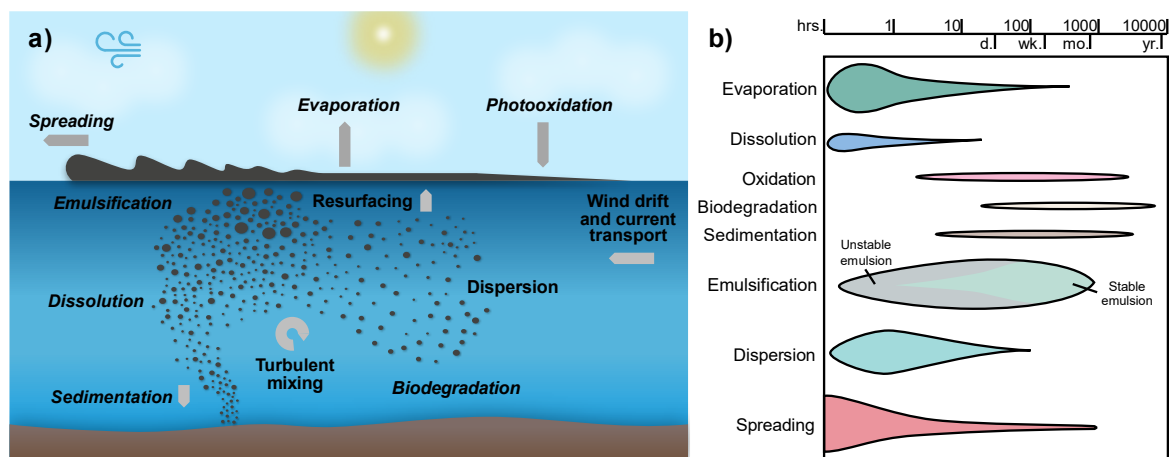 a)
Spreading
Evaporation
Photooxidation
Emulsification
Resurfacing
Wind drift
and current
transport
Dissolution
Dispersion
Turbulent
mixing
Sedimentation
Biodegradation
b)
hrs. 1 10 100 1000 10000
d. wk. mo. yr.
Evaporation
Dissolution
Oxidation
Biodegradation
Sedimentation
Unstable
emulsion
Emulsification
Stable
emulsion
Dispersion
Spreading